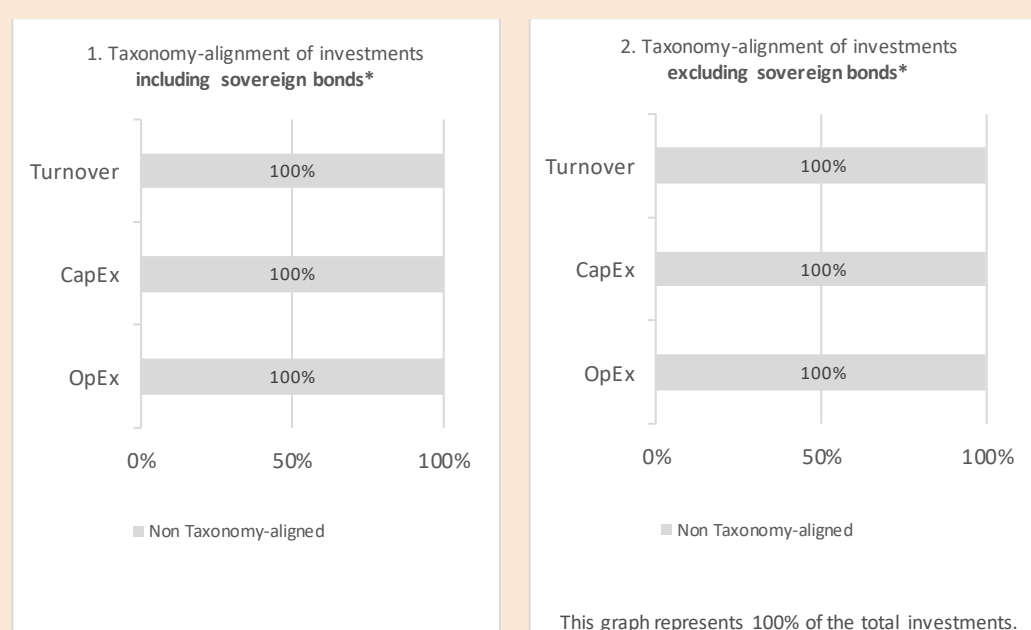 1. Taxonomy-alignment of investments
including sovereign bonds*
Turnover
100%
CapEx
100%
OpEx
100%
0%
50%
100%
Non Taxonomy-aligned
2. Taxonomy-alignment of investments
excluding sovereign bonds*
Turnover
100%
CapEx
100%
OpEx
100%
0%
50%
100%
Non Taxonomy-aligned
This graph represents 100% of the total investments.